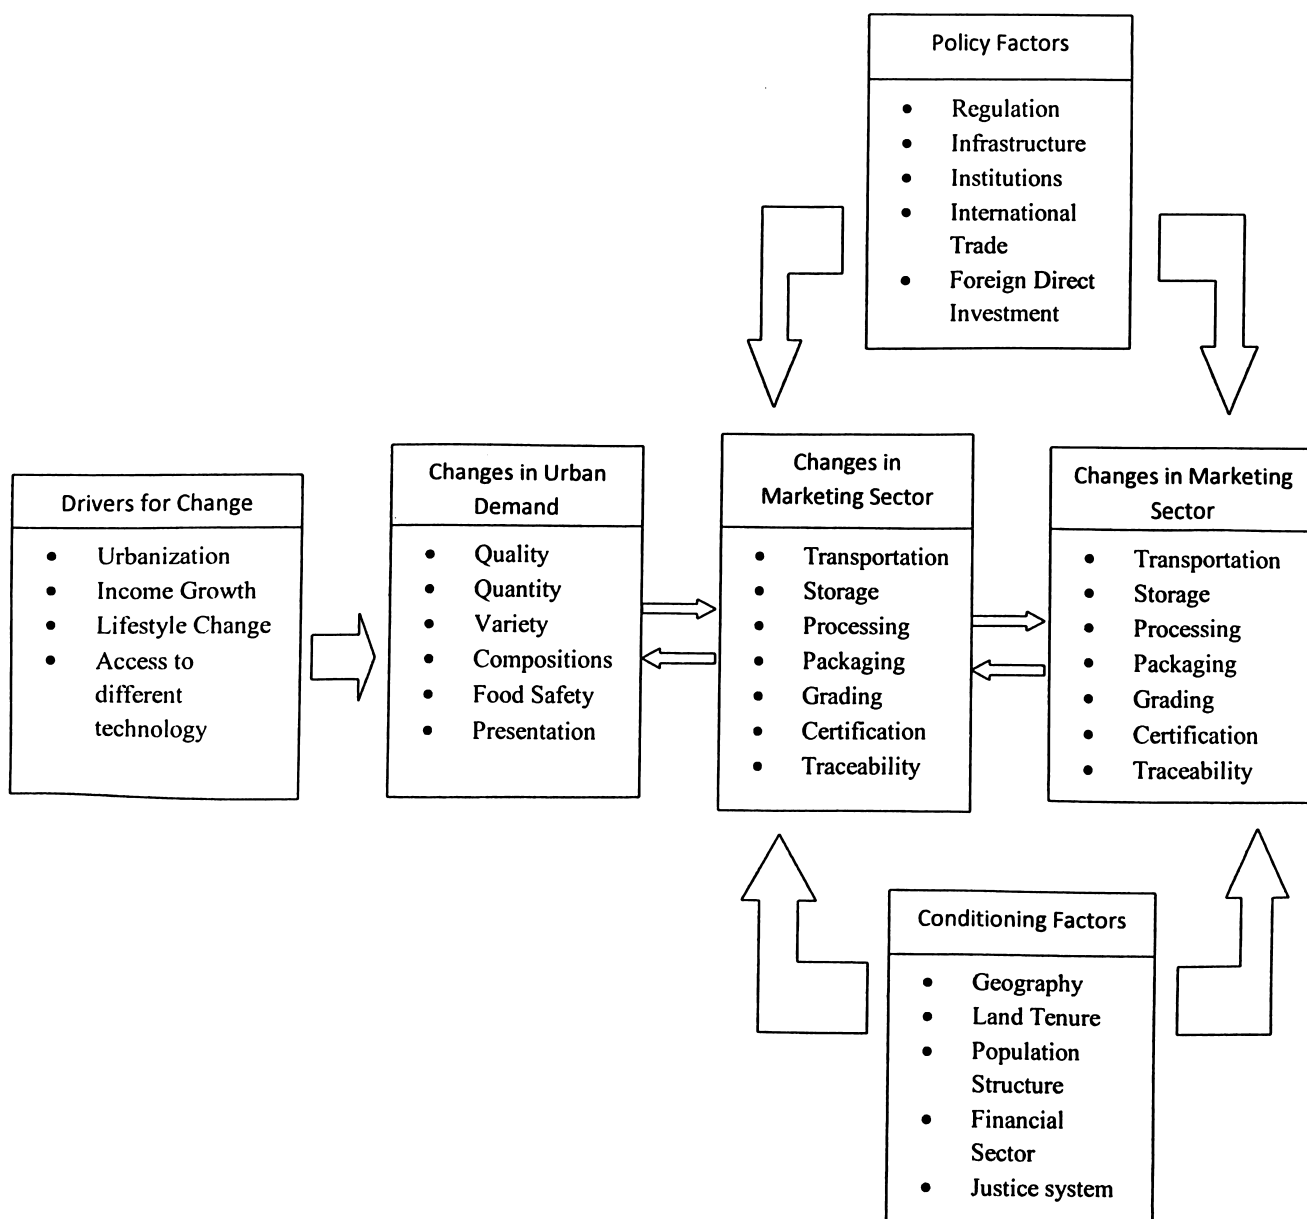 Policy Factors
• Regulation
• Infrastructure
• Institutions
• International
Trade
• Foreign Direct
Investment
Drivers for Change
• Urbanization
• Income Growth
• Lifestyle Change
• Access to
different
technology
Changes in Urban
Demand
• Quality
• Quantity
• Variety
• Compositions
• Food Safety
• Presentation
Changes in
Marketing Sector
• Transportation
• Storage
• Processing
• Packaging
• Grading
• Certification
• Traceability
Changes in Marketing
Sector
• Transportation
• Storage
• Processing
• Packaging
• Grading
• Certification
• Traceability
Conditioning Factors
• Geography
• Land Tenure
• Population
Structure
• Financial
Sector
• Justice system